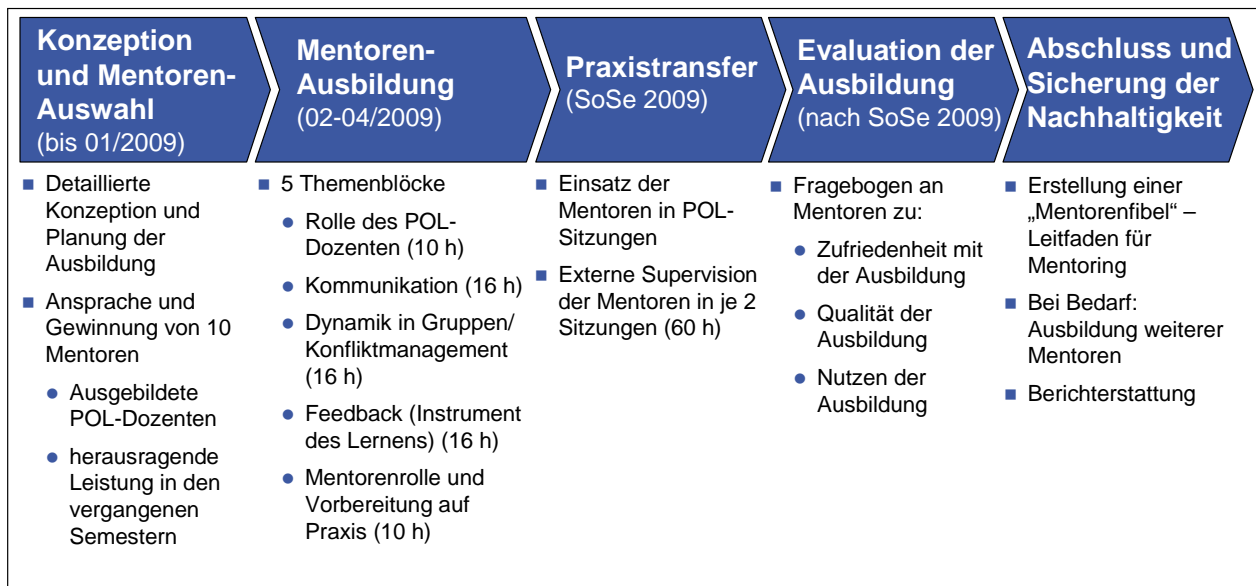 Konzeption
und Mentoren-
Auswahl
(bis 01/2009)
Mentoren-
Ausbildung
(02-04/2009)
Praxistransfer
(SoSe 2009)
Evaluation der
Ausbildung
(nach SoSe 2009)
Abschluss und
Sicherung der
Nachhaltigkeit
■ Detaillierte
Konzeption und
Planung der
Ausbildung
■ Ansprache und
Gewinnung von 10
Mentoren
● Ausgebildete
POL-Dozenten
● herausragende
Leistung in den
vergangenen
Semestern
■ 5 Themenblöcke
● Rolle des POL-
Dozenten (10 h)
● Kommunikation (16 h)
● Dynamik in Gruppen/
Konfliktmanagement
(16 h)
● Feedback (Instrument
des Lernens) (16 h)
● Mentorenrolle und
Vorbereitung auf
Praxis (10 h)
■ Einsatz der
Mentoren in POL-
Sitzungen
■ Externe Supervision
der Mentoren in je 2
Sitzungen (60 h)
■ Fragebogen an
Mentoren zu:
● Zufriedenheit mit
der Ausbildung
● Qualität der
Ausbildung
● Nutzen der
Ausbildung
■ Erstellung einer
„Mentorenfibel“ –
Leitfaden für
Mentoring
■ Bei Bedarf:
Ausbildung weiterer
Mentoren
■ Berichterstattung